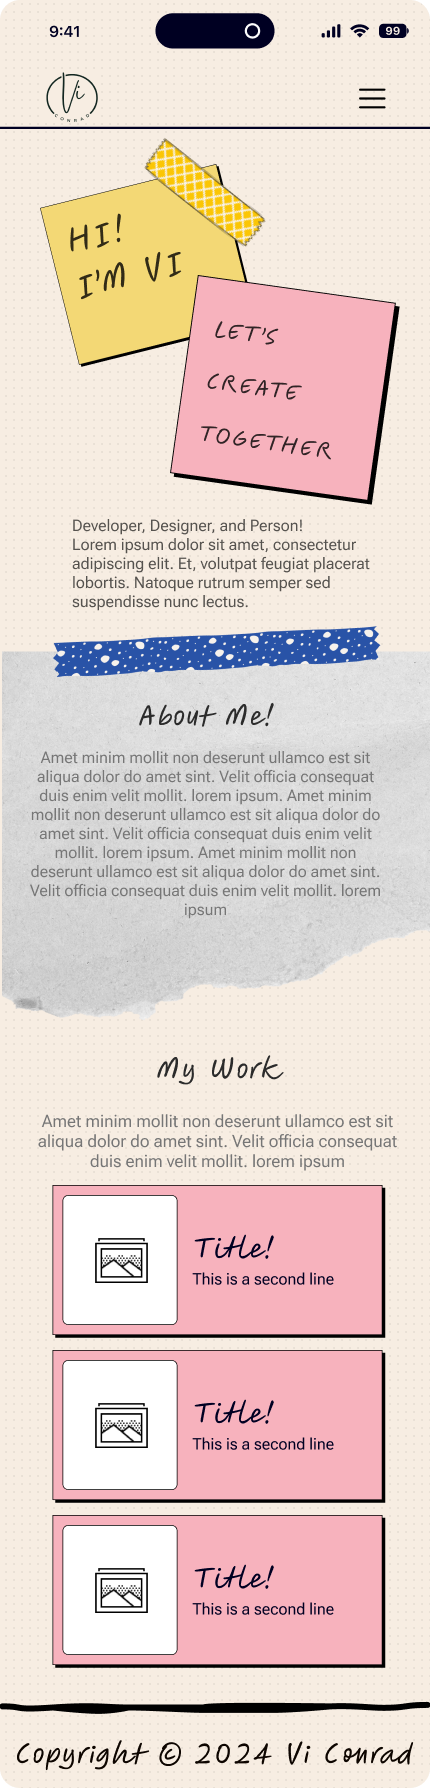 9:41
99
Vi
CONRAD
HI!
I'M VI
LET'S
CREATE
TOGETHER
Developer, Designer, and Person!
Lorem ipsum dolor sit amet, consectetur
adipiscing elit. Et, volutpat feugiat placerat
lobortis. Natoque rutrum semper sed
suspendisse nunc lectus.
About Me!
Amet minim mollit non deserunt ullamco est sit
aliqua dolor do amet sint. Velit officia consequat
duis enim velit mollit. lorem ipsum. Amet minim
mollit non deserunt ullamco est sit aliqua dolor do
amet sint. Velit officia consequat duis enim velit
mollit. lorem ipsum. Amet minim mollit non
deserunt ullamco est sit aliqua dolor do amet sint.
Velit officia consequat duis enim velit mollit. lorem
ipsum
My Work
Amet minim mollit non deserunt ullamco est sit
aliqua dolor do amet sint. Velit officia consequat
duis enim velit mollit. lorem ipsum
Title!
This is a second line
Title!
This is a second line
Title!
This is a second line
Copyright © 2024 Vi Conrad